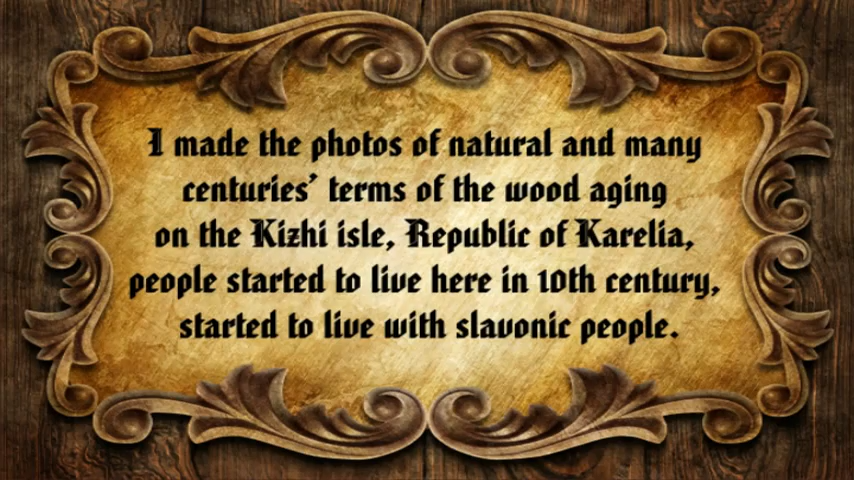 I made the photos of natural and many
centuries' terms of the wood aging
on the Kizhi isle, Republic of Karelia,
people started to live here in 10th century,
started to live with slavonic people.